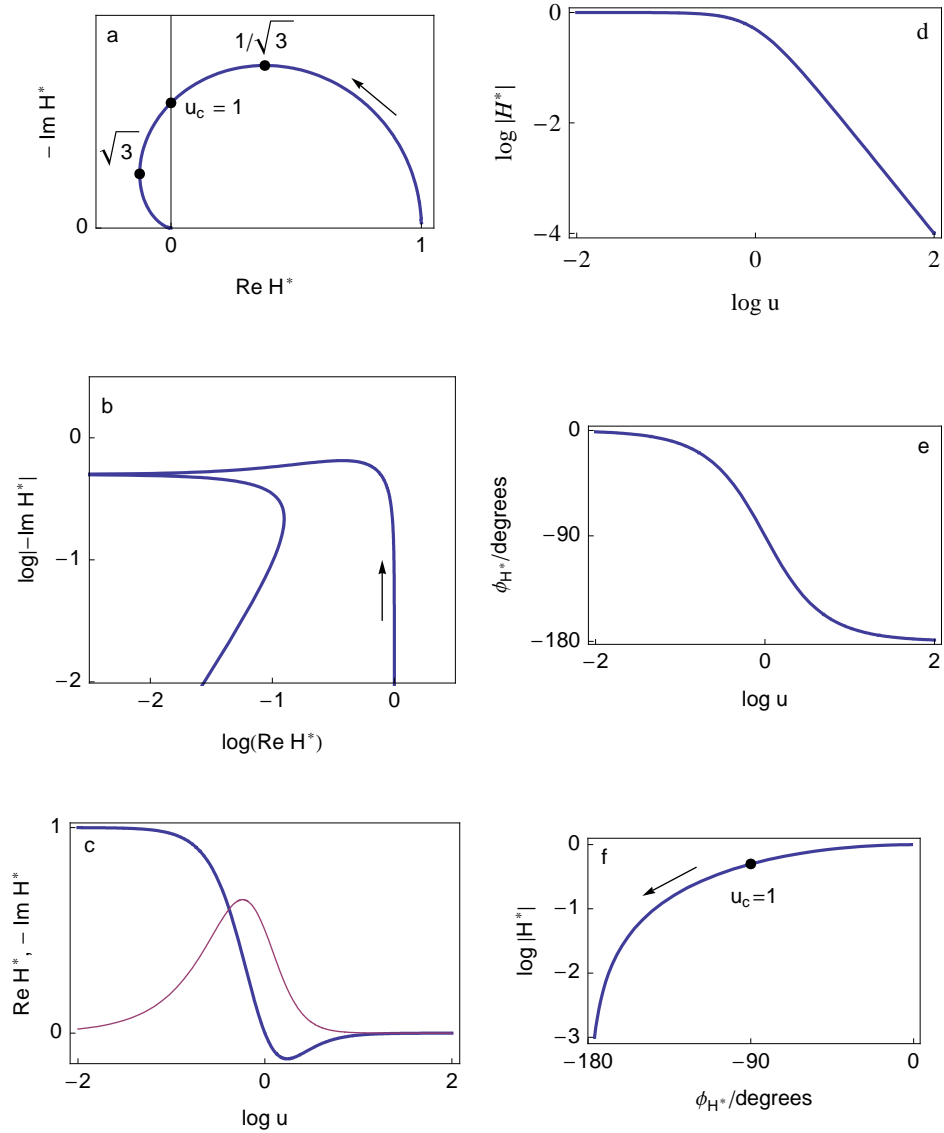 a
1/√3
u_c = 1
√3
− Im H*
0
0
1
Re H*
b
0
−1
−2
log|−Im H*|
−2
−1
0
log(Re H*)
c
1
0
Re H*, − Im H*
−2
0
2
log u
d
0
−2
−4
log |H*|
−2
0
2
log u
e
0
−90
−180
ϕ_H*/degrees
−2
0
2
log u
f
0
−1
−2
−3
log |H*|
u_c=1
−180
−90
0
ϕ_H*/degrees